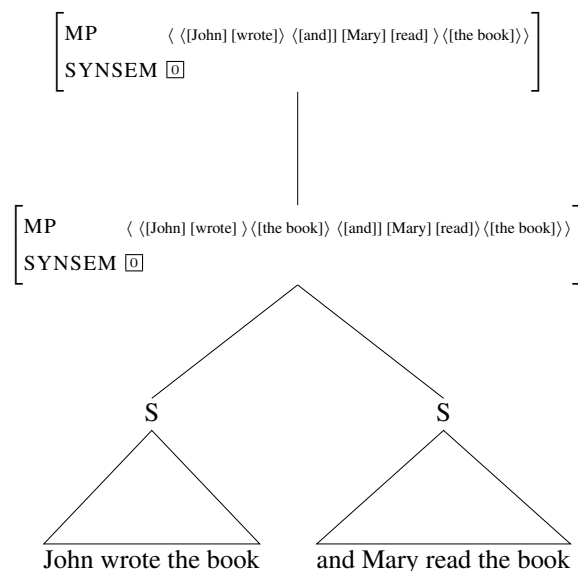 MP ⟨ ⟨[John] [wrote]⟩ ⟨[and]] [Mary] [read] ⟩⟨[the book]⟩⟩
SYNSEM 0
MP ⟨ ⟨[John] [wrote] ⟩⟨[the book]⟩ ⟨[and]] [Mary] [read]⟩⟨[the book]⟩⟩
SYNSEM 0
S S
John wrote the book and Mary read the book